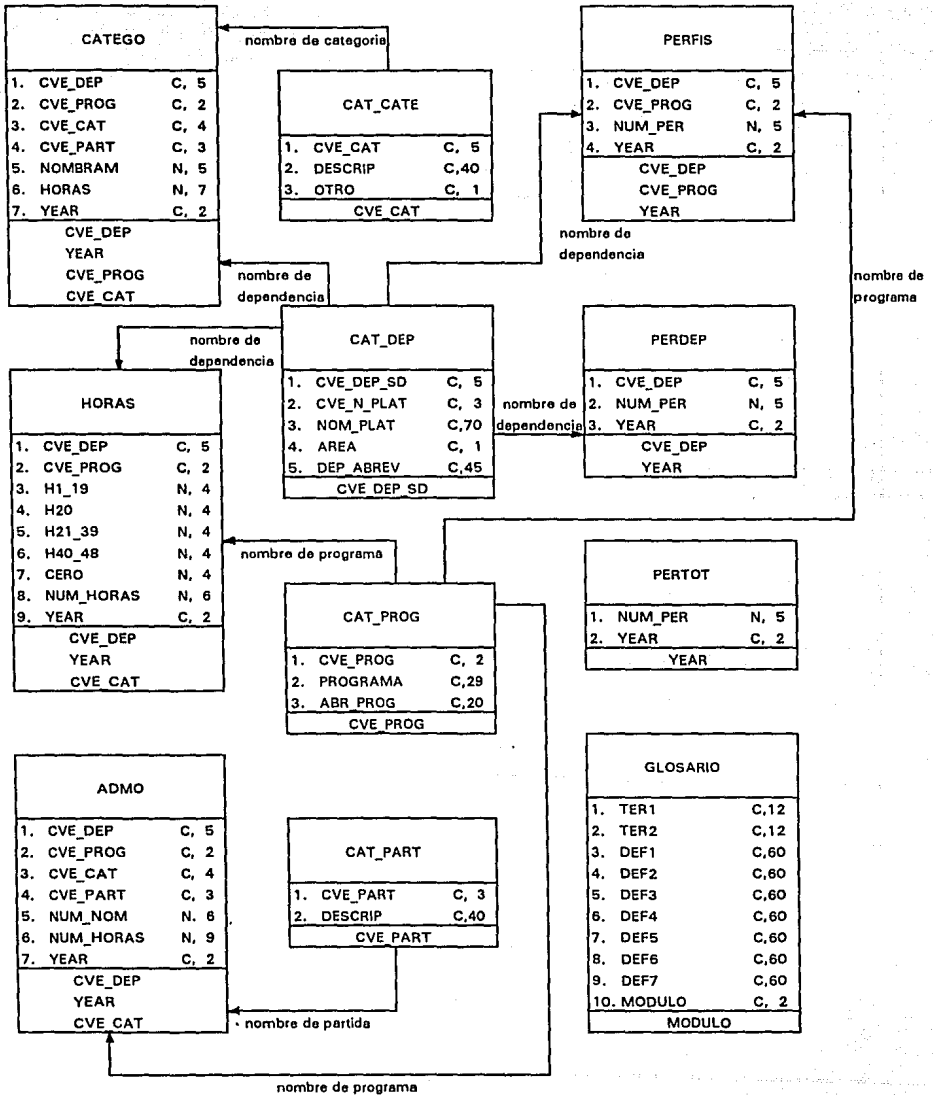 CATEGO
1. CVE_DEP C, 5
2. CVE_PROG C, 2
3. CVE_CAT C, 4
4. CVE_PART C, 3
5. NOMBRAM N, 5
6. HORAS N, 7
7. YEAR C, 2
CVE_DEP
YEAR
CVE_PROG
CVE_CAT
nombre de categoria
CAT_CATE
1. CVE_CAT C, 5
2. DESCRIP C,40
3. OTRO C, 1
CVE_CAT
PERFIS
1. CVE_DEP C, 5
2. CVE_PROG C, 2
3. NUM_PER N, 5
4. YEAR C, 2
CVE_DEP
CVE_PROG
YEAR
nombre de
dependencia
nombre de
dependencia
nombre de
programa
nombre de
dependencia
CAT_DEP
1. CVE_DEP_SD C, 5
2. CVE_N_PLAT C, 3
3. NOM_PLAT C,70
4. AREA C, 1
5. DEP_ABREV C,45
CVE_DEP_SD
nombre de
dependencia
PERDEP
1. CVE_DEP C, 5
2. NUM_PER N, 5
3. YEAR C, 2
CVE_DEP
YEAR
HORAS
1. CVE_DEP C, 5
2. CVE_PROG C, 2
3. H1_19 N, 4
4. H20 N, 4
5. H21_39 N, 4
6. H40_48 N, 4
7. CERO N, 4
8. NUM_HORAS N, 6
9. YEAR C, 2
CVE_DEP
YEAR
CVE_CAT
nombre de programa
CAT_PROG
1. CVE_PROG C, 2
2. PROGRAMA C,29
3. ABR_PROG C,20
CVE_PROG
PERTOT
1. NUM_PER N, 5
2. YEAR C, 2
YEAR
ADMO
1. CVE_DEP C, 5
2. CVE_PROG C, 2
3. CVE_CAT C, 4
4. CVE_PART C, 3
5. NUM_NOM N. 6
6. NUM_HORAS N, 9
7. YEAR C, 2
CVE_DEP
YEAR
CVE_CAT
CAT_PART
1. CVE_PART C, 3
2. DESCRIP C,40
CVE_PART
nombre de partida
GLOSARIO
1. TER1 C,12
2. TER2 C,12
3. DEF1 C,60
4. DEF2 C,60
5. DEF3 C,60
6. DEF4 C,60
7. DEF5 C,60
8. DEF6 C,60
9. DEF7 C,60
10. MODULO C, 2
MODULO
nombre de programa